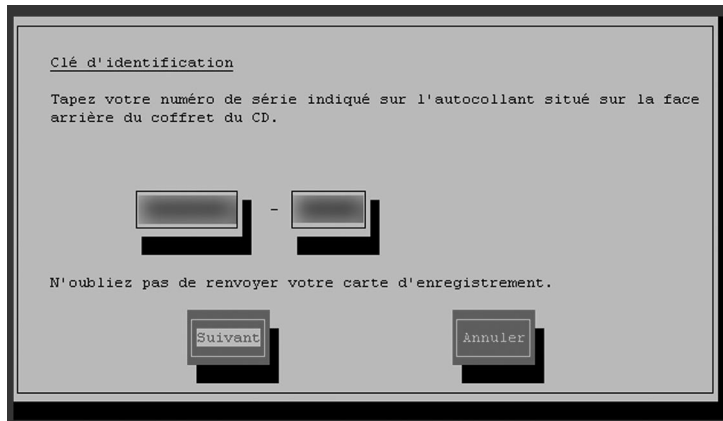 Clé d'identification
Tapez votre numéro de série indiqué sur l'autocollant situé sur la face
arrière du coffret du CD.
-
N'oubliez pas de renvoyer votre carte d'enregistrement.
Suivant Annuler